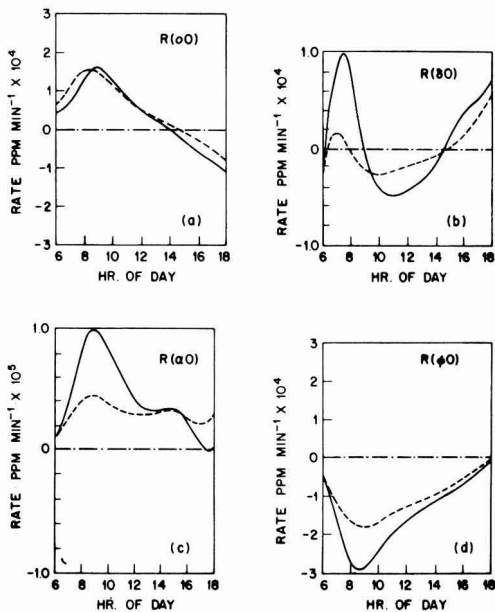 R(oO)
RATE PPM MIN⁻¹ X 10⁴
3
2
1
0
-1
-2
-3
(a)
6 8 10 12 14 16 18
HR. OF DAY
R(δO)
RATE PPM MIN⁻¹ X 10⁴
1.0
0
-1.0
(b)
6 8 10 12 14 16 18
HR. OF DAY
R(αO)
RATE PPM MIN⁻¹ X 10⁵
1.0
0
-1.0
(c)
6 8 10 12 14 16 18
HR. OF DAY
R(φO)
RATE PPM MIN⁻¹ X 10⁴
3
2
1
0
-1
-2
-3
(d)
6 8 10 12 14 16 18
HR. OF DAY